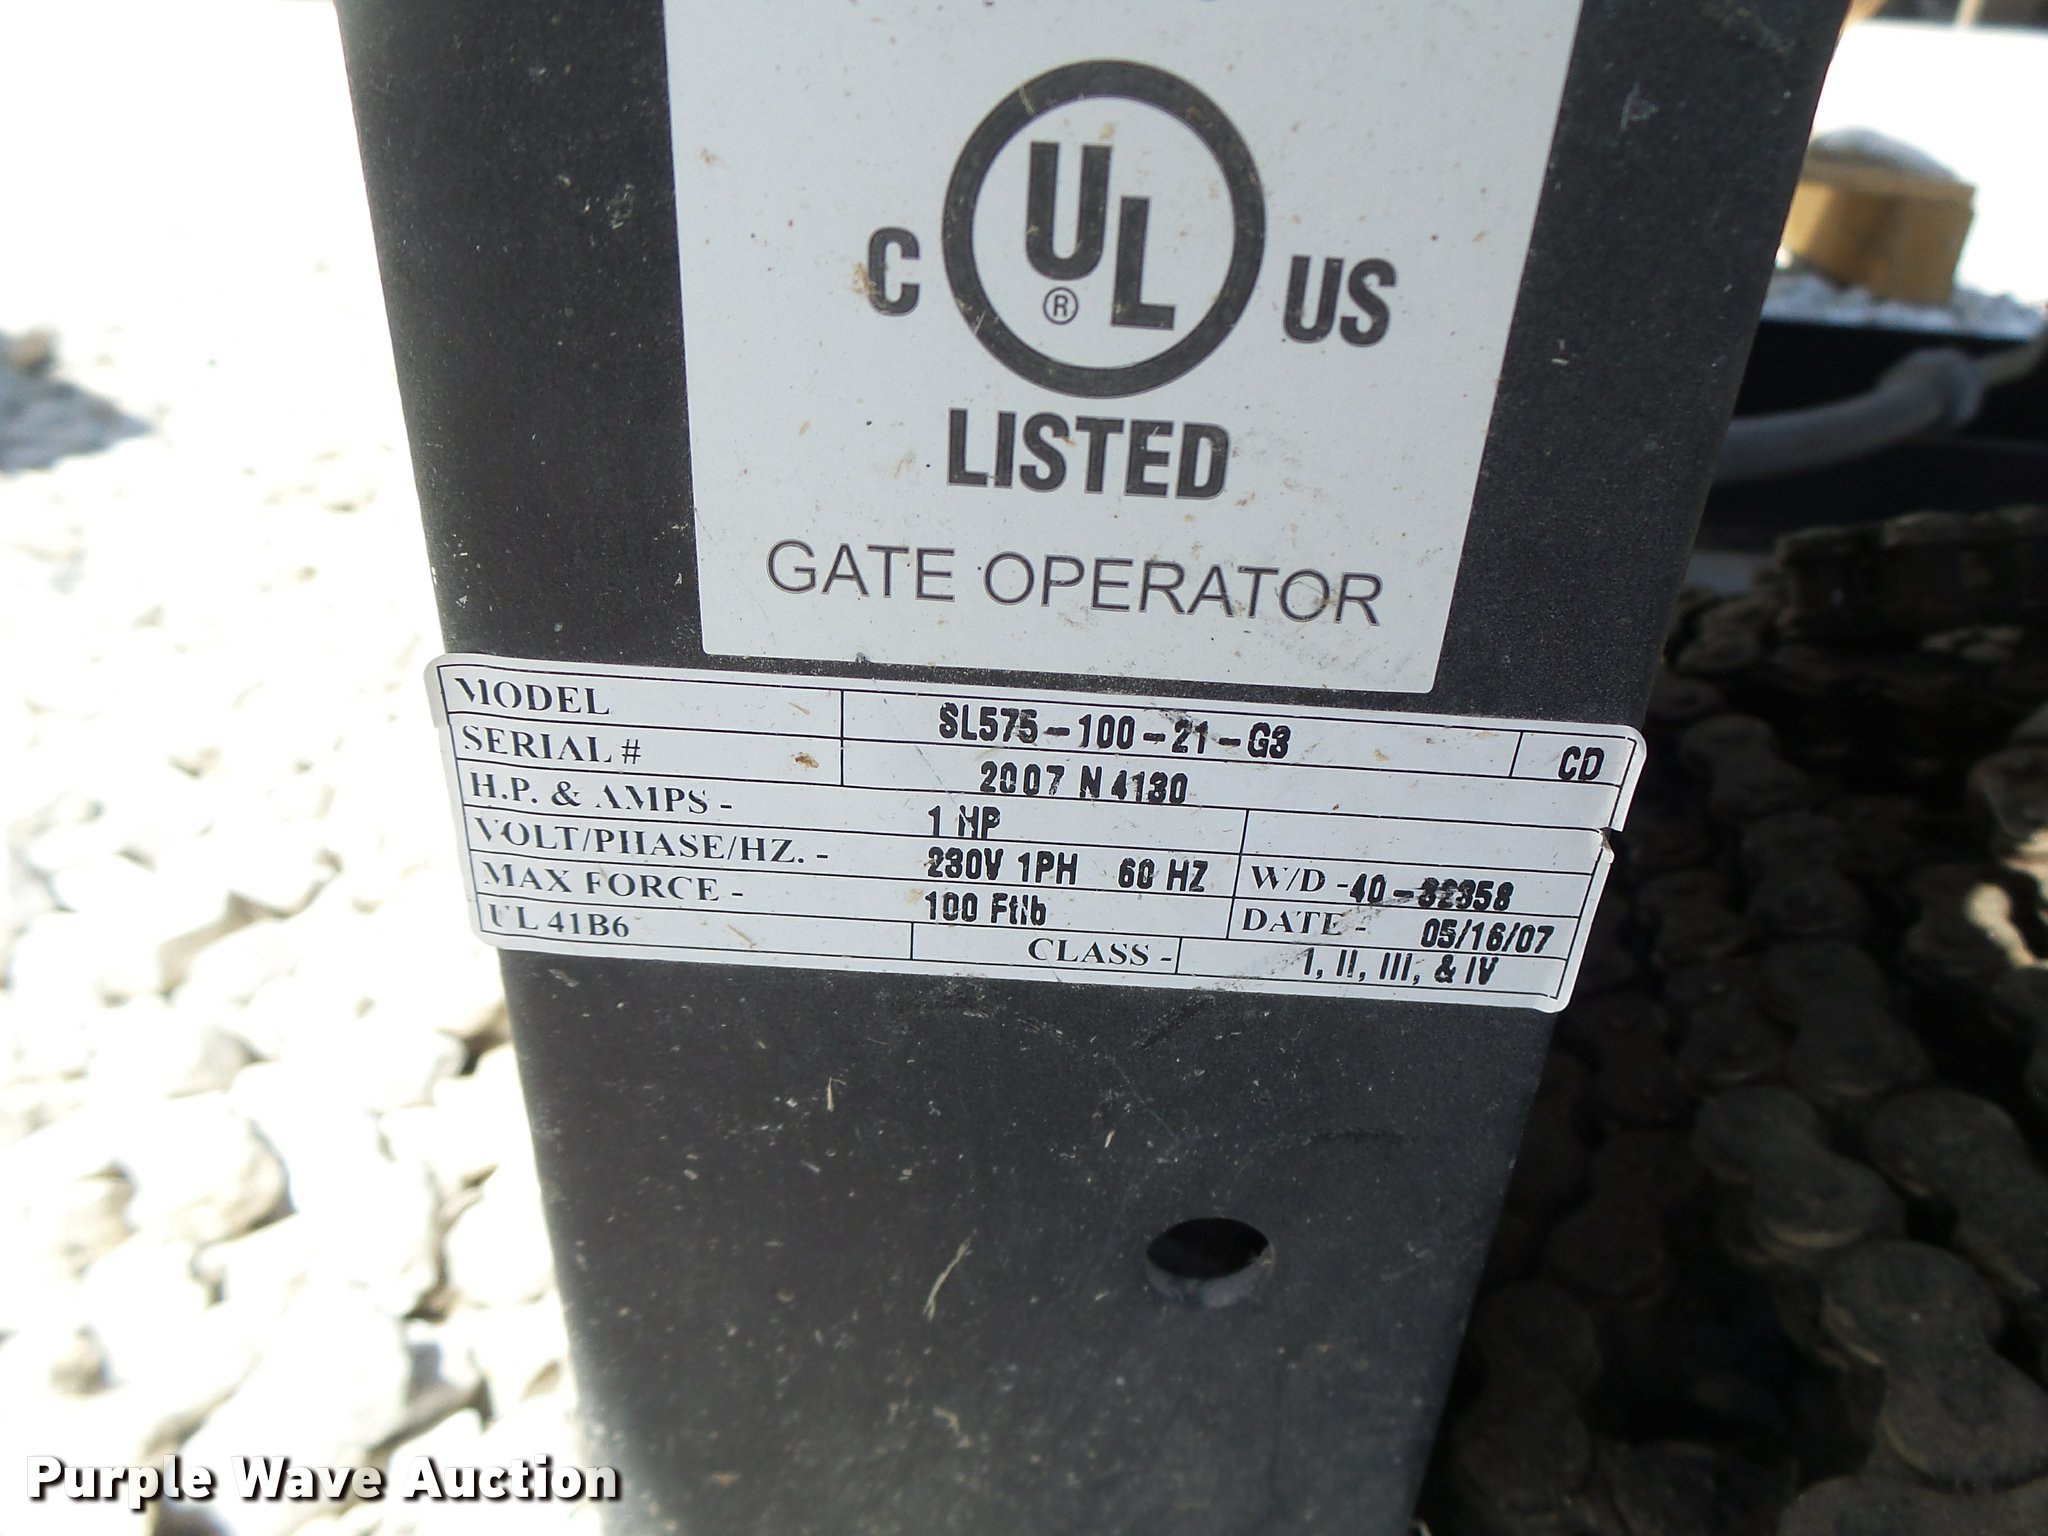 C UL ® US
LISTED
GATE OPERATOR
MODEL SL575-100-21-G3 CD
SERIAL # 2007 N 4130
H.P. & AMPS - 1 HP
VOLT/PHASE/HZ. - 230V 1PH 60 HZ W/D - 40-32358
MAX FORCE - 100 Ftlb DATE - 05/16/07
UL 41B6 CLASS - I, II, III, & IV
Purple Wave Auction